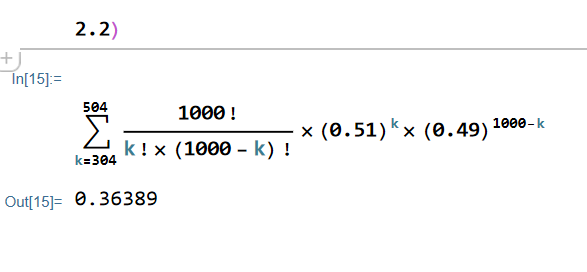 2.2)
In[15]:=
504
∑
k=304
1000!
k! × (1000 - k)!
× (0.51)^k × (0.49)^1000-k
Out[15]= 0.36389